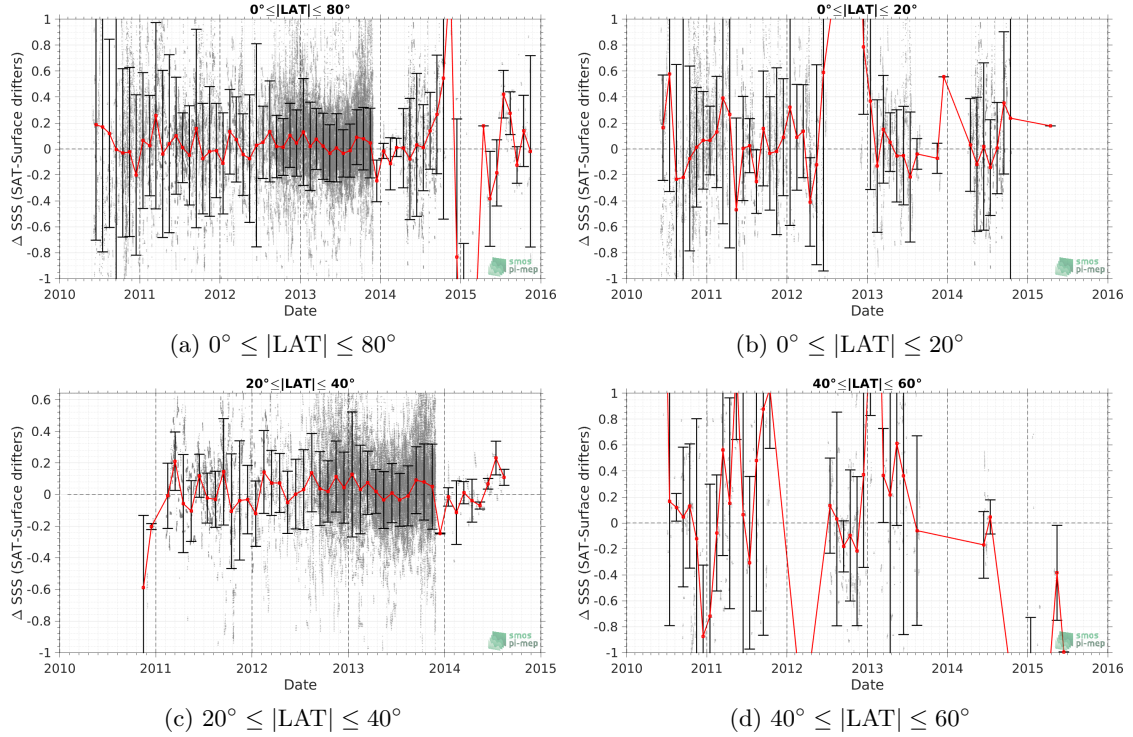 0°≤|LAT|≤ 80°
Δ SSS (SAT-Surface drifters)
1
0.8
0.6
0.4
0.2
0
-0.2
-0.4
-0.6
-0.8
-1
smos
pi-mep
2010 2011 2012 2013 2014 2015 2016
Date
(a) 0° ≤ |LAT| ≤ 80°
0°≤|LAT|≤ 20°
Δ SSS (SAT-Surface drifters)
1
0.8
0.6
0.4
0.2
0
-0.2
-0.4
-0.6
-0.8
-1
smos
pi-mep
2010 2011 2012 2013 2014 2015 2016
Date
(b) 0° ≤ |LAT| ≤ 20°
20°≤|LAT|≤ 40°
Δ SSS (SAT-Surface drifters)
0.6
0.4
0.2
0
-0.2
-0.4
-0.6
-0.8
-1
smos
pi-mep
2010 2011 2012 2013 2014 2015
Date
(c) 20° ≤ |LAT| ≤ 40°
40°≤|LAT|≤ 60°
Δ SSS (SAT-Surface drifters)
1
0.8
0.6
0.4
0.2
0
-0.2
-0.4
-0.6
-0.8
-1
smos
pi-mep
2010 2011 2012 2013 2014 2015 2016
Date
(d) 40° ≤ |LAT| ≤ 60°